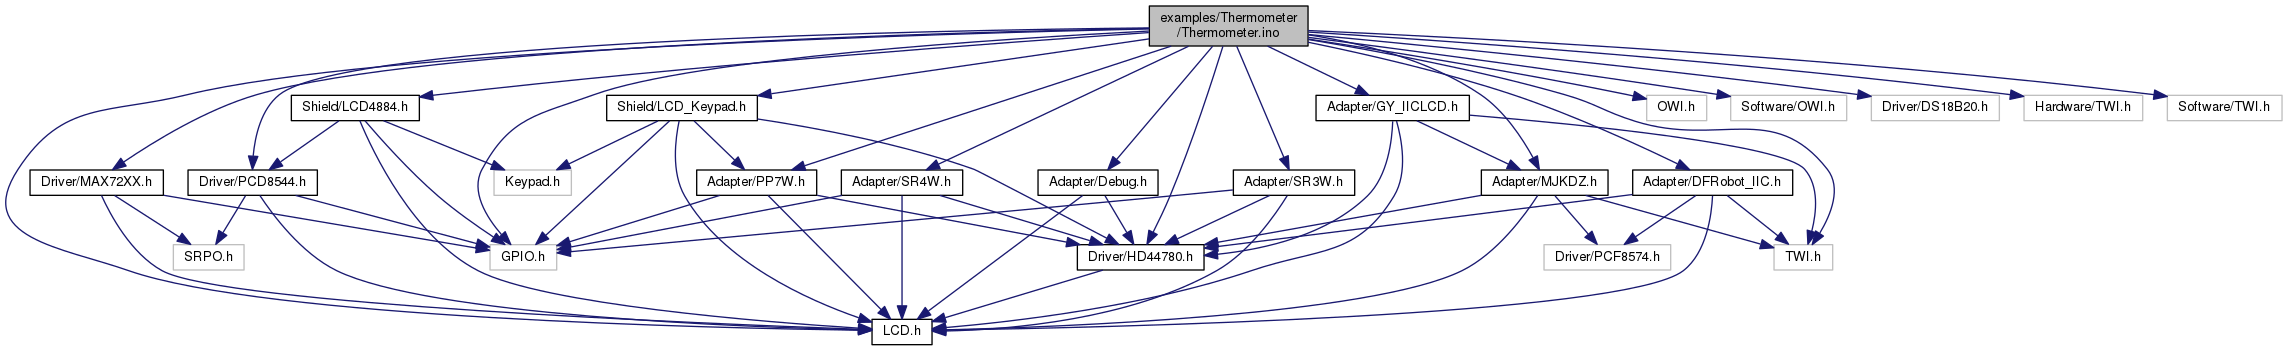 examples/Thermometer
/Thermometer.ino
Shield/LCD4884.h
Shield/LCD_Keypad.h
Adapter/GY_IICLCD.h
OWI.h
Software/OWI.h
Driver/DS18B20.h
Hardware/TWI.h
Software/TWI.h
Driver/MAX72XX.h
Driver/PCD8544.h
Keypad.h
Adapter/PP7W.h
Adapter/SR4W.h
Adapter/Debug.h
Adapter/SR3W.h
Adapter/MJKDZ.h
Adapter/DFRobot_IIC.h
SRPO.h
GPIO.h
Driver/HD44780.h
Driver/PCF8574.h
TWI.h
LCD.h